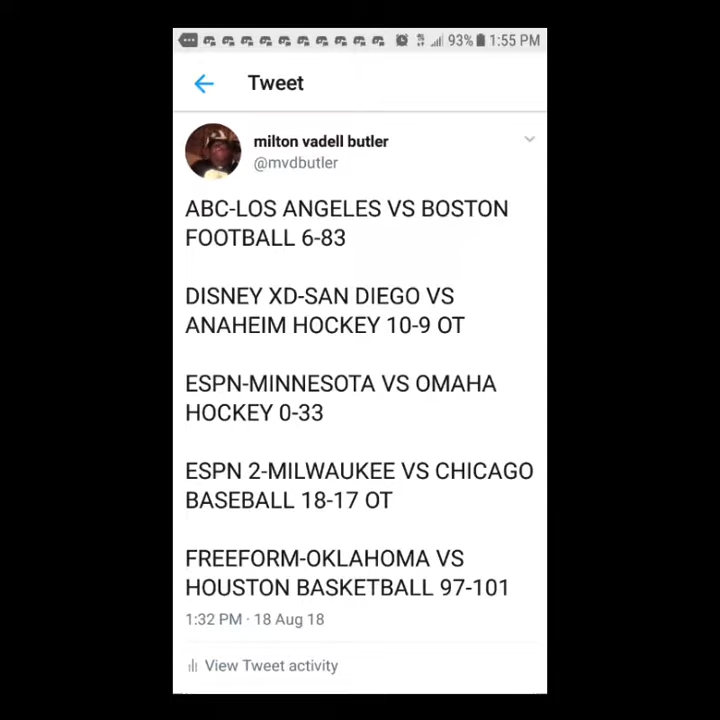 93% 1:55 PM
Tweet
milton vadell butler
@mvdbutler
ABC-LOS ANGELES VS BOSTON
FOOTBALL 6-83
DISNEY XD-SAN DIEGO VS
ANAHEIM HOCKEY 10-9 OT
ESPN-MINNESOTA VS OMAHA
HOCKEY 0-33
ESPN 2-MILWAUKEE VS CHICAGO
BASEBALL 18-17 OT
FREEFORM-OKLAHOMA VS
HOUSTON BASKETBALL 97-101
1:32 PM · 18 Aug 18
View Tweet activity